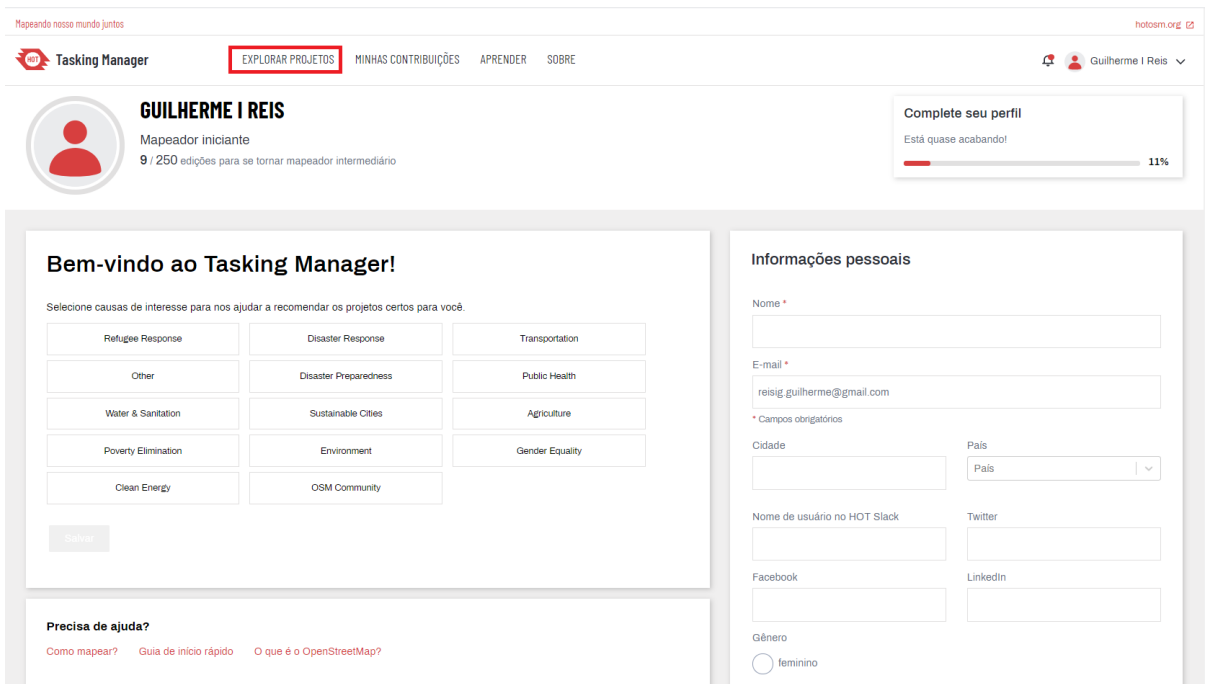 Mapeando nosso mundo juntos
hotosm.org
HOT Tasking Manager
EXPLORAR PROJETOS MINHAS CONTRIBUIÇÕES APRENDER SOBRE
Guilherme I Reis
GUILHERME I REIS
Mapeador iniciante
9 / 250 edições para se tornar mapeador intermediário
Complete seu perfil
Está quase acabando!
11%
Bem-vindo ao Tasking Manager!
Selecione causas de interesse para nos ajudar a recomendar os projetos certos para você.
Refugee Response Disaster Response Transportation
Other Disaster Preparedness Public Health
Water & Sanitation Sustainable Cities Agriculture
Poverty Elimination Environment Gender Equality
Clean Energy OSM Community
Salvar
Precisa de ajuda?
Como mapear? Guia de início rápido O que é o OpenStreetMap?
Informações pessoais
Nome *
E-mail *
reisig.guilherme@gmail.com
* Campos obrigatórios
Cidade País
País
Nome de usuário no HOT Slack Twitter
Facebook LinkedIn
Gênero
feminino